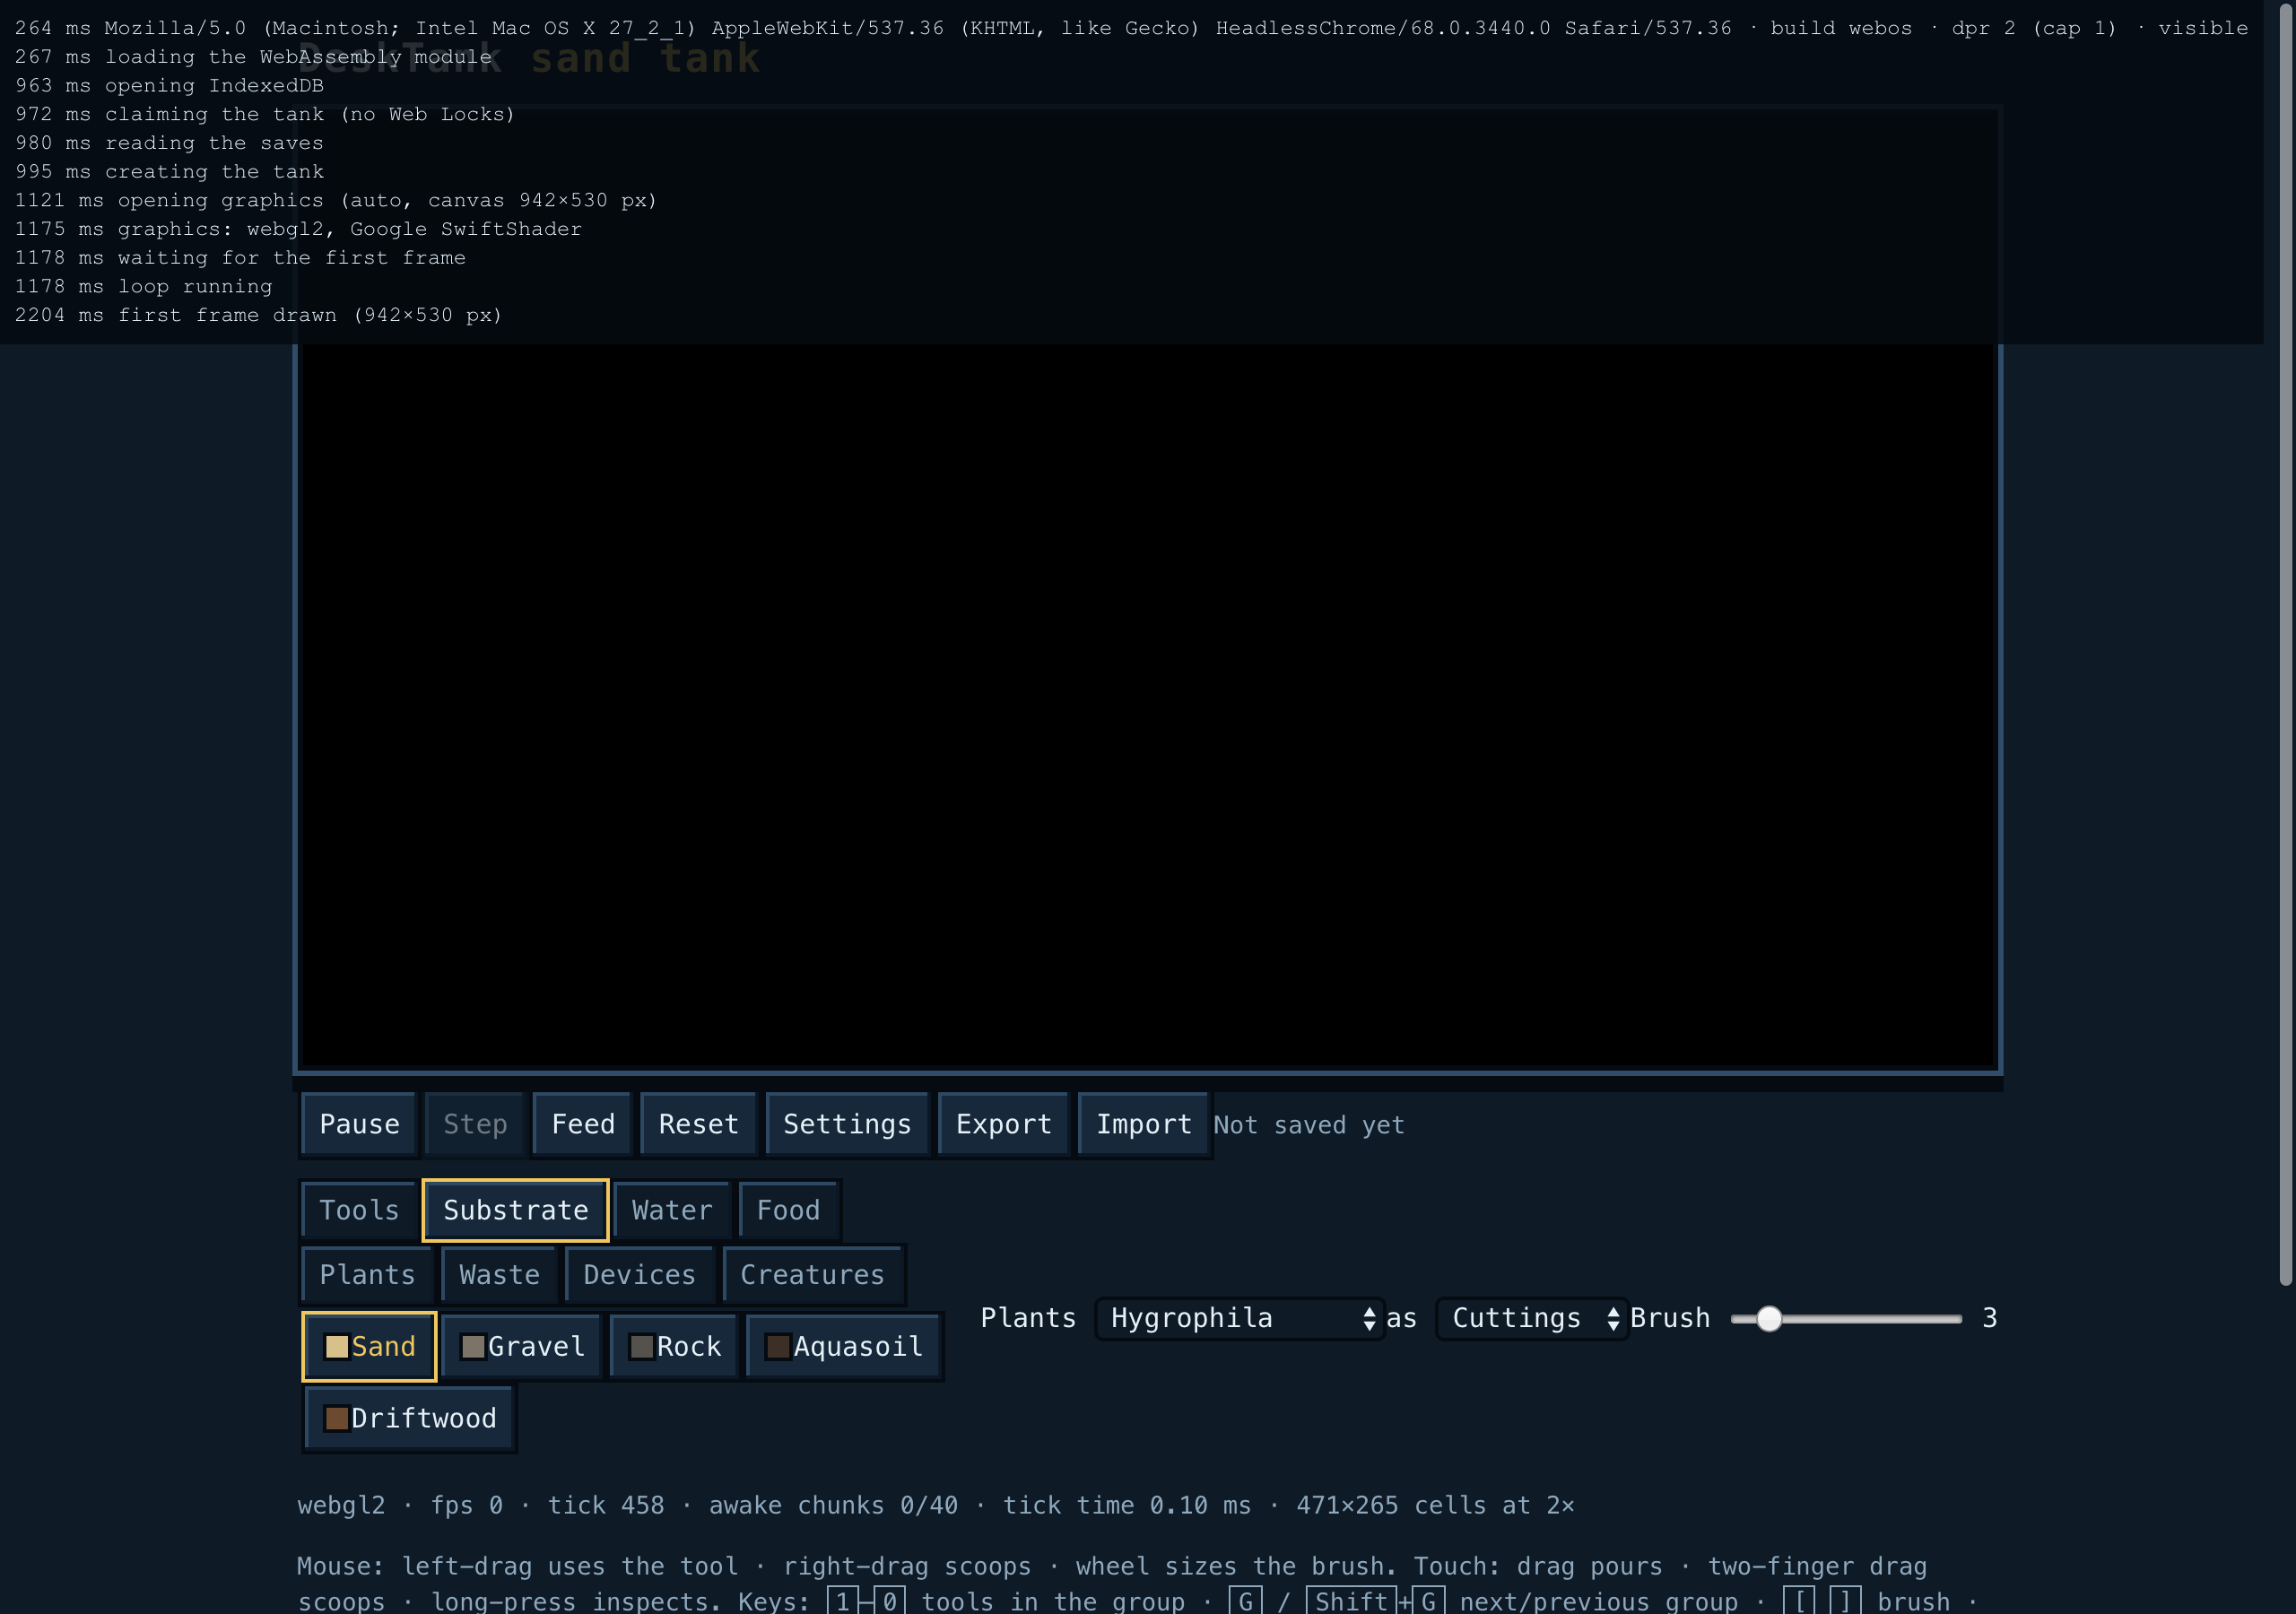 264 ms Mozilla/5.0 (Macintosh; Intel Mac OS X 27_2_1) AppleWebKit/537.36 (KHTML, like Gecko) HeadlessChrome/68.0.3440.0 Safari/537.36 · build webos · dpr 2 (cap 1) · visible
DeskTank sand tank
267 ms loading the WebAssembly module
963 ms opening IndexedDB
972 ms claiming the tank (no Web Locks)
980 ms reading the saves
995 ms creating the tank
1121 ms opening graphics (auto, canvas 942×530 px)
1175 ms graphics: webgl2, Google SwiftShader
1178 ms waiting for the first frame
1178 ms loop running
2204 ms first frame drawn (942×530 px)
Pause Step Feed Reset Settings Export Import Not saved yet
Tools Substrate Water Food
Plants Waste Devices Creatures
Plants Hygrophila as Cuttings Brush 3
Sand Gravel Rock Aquasoil
Driftwood
webgl2 · fps 0 · tick 458 · awake chunks 0/40 · tick time 0.10 ms · 471×265 cells at 2×
Mouse: left-drag uses the tool · right-drag scoops · wheel sizes the brush. Touch: drag pours · two-finger drag
scoops · long-press inspects. Keys: 1–0 tools in the group · G / Shift+G next/previous group · [ ] brush ·